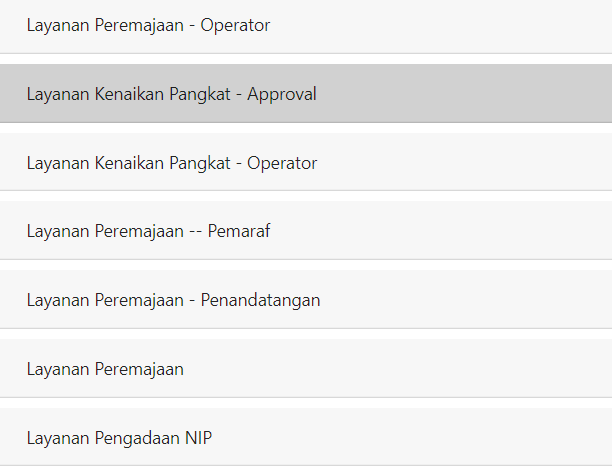 Layanan Peremajaan - Operator
Layanan Kenaikan Pangkat - Approval
Layanan Kenaikan Pangkat - Operator
Layanan Peremajaan -- Pemaraf
Layanan Peremajaan - Penandatangan
Layanan Peremajaan
Layanan Pengadaan NIP